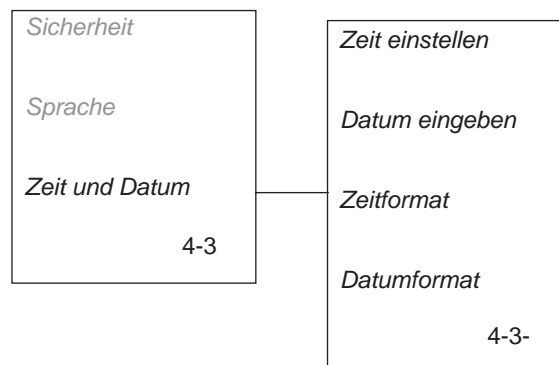 Sicherheit
Sprache
Zeit und Datum
4-3
Zeit einstellen
Datum eingeben
Zeitformat
Datumformat
4-3-